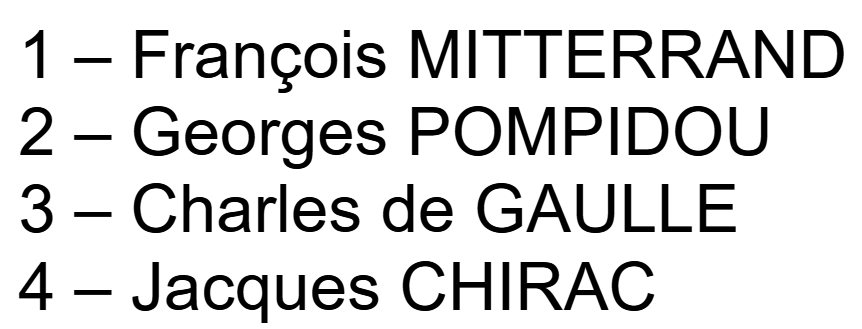 1 – François MITTERRAND
2 – Georges POMPIDOU
3 – Charles de GAULLE
4 – Jacques CHIRAC